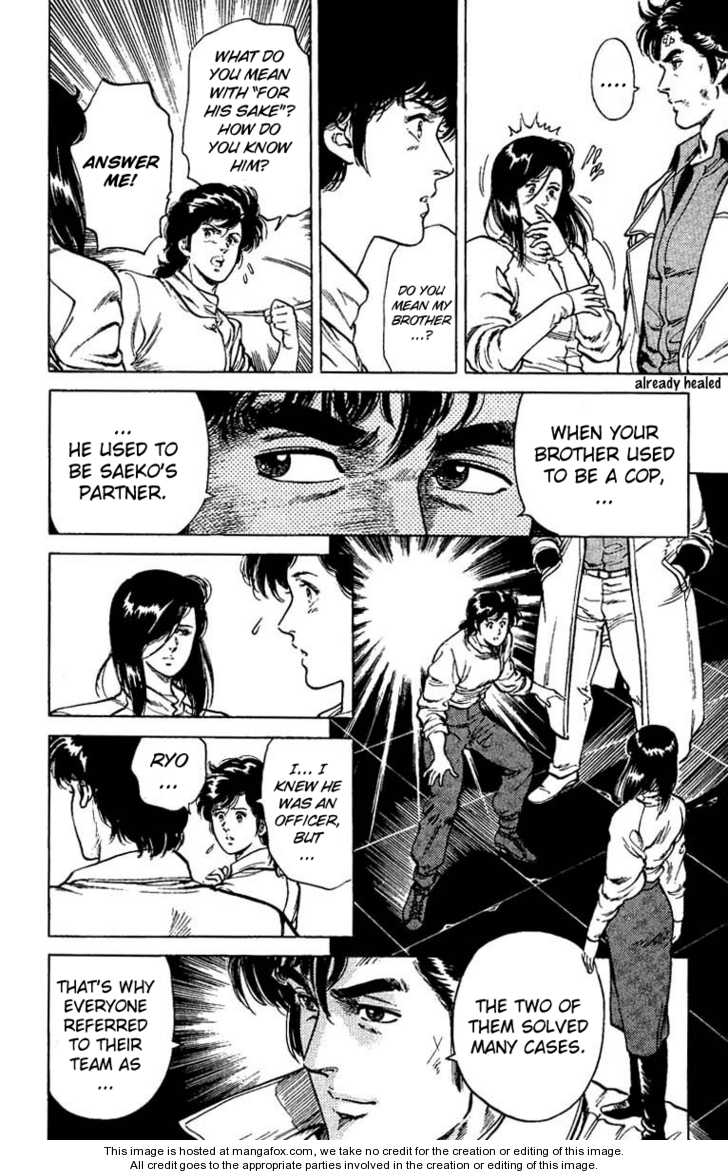 WHAT DO
YOU MEAN
WITH "FOR
HIS SAKE"?
HOW DO
YOU KNOW
HIM?
ANSWER
ME!
DO YOU
MEAN MY
BROTHER
...?
....
already healed
WHEN YOUR
BROTHER USED
TO BE A COP,
...
...
HE USED TO
BE SAEKO'S
PARTNER.
RYO
...
I... I
KNEW HE
WAS AN
OFFICER,
BUT
...
THE TWO OF
THEM SOLVED
MANY CASES.
THAT'S WHY
EVERYONE
REFERRED
TO THEIR
TEAM AS
...
This image is hosted at mangafox.com, we take no credit for the creation or editing of this image.
All credit goes to the appropriate parties involved in the creation or editing of this image.